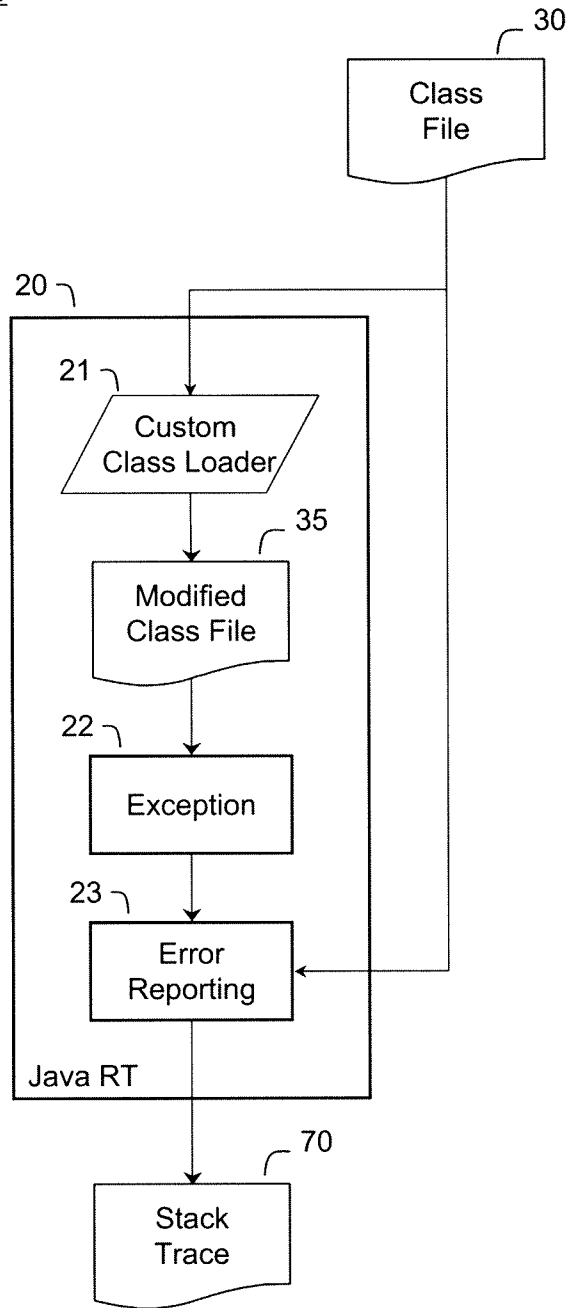 30
Class
File
20
21
Custom
Class Loader
35
Modified
Class File
22
Exception
23
Error
Reporting
Java RT
70
Stack
Trace